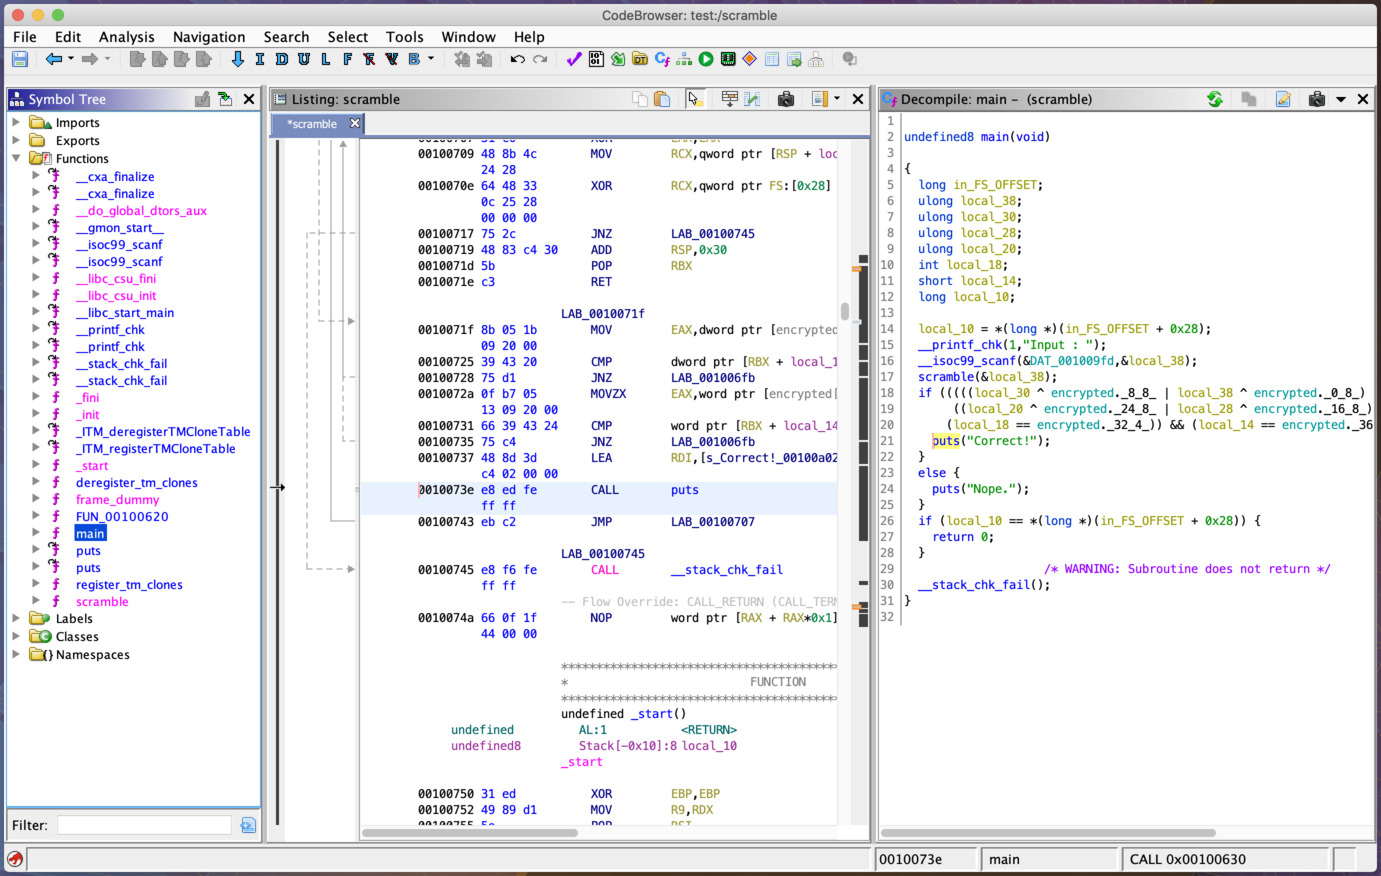 CodeBrowser: test:/scramble
File Edit Analysis Navigation Search Select Tools Window Help
I D U L F B
Symbol Tree
Imports
Exports
Functions
__cxa_finalize
__cxa_finalize
__do_global_dtors_aux
__gmon_start__
__isoc99_scanf
__isoc99_scanf
__libc_csu_fini
__libc_csu_init
__libc_start_main
__printf_chk
__printf_chk
__stack_chk_fail
__stack_chk_fail
_fini
_init
_ITM_deregisterTMCloneTable
_ITM_registerTMCloneTable
_start
deregister_tm_clones
frame_dummy
FUN_00100620
main
puts
puts
register_tm_clones
scramble
Labels
Classes
Namespaces
Filter:
Listing: scramble
*scramble
00100709 48 8b 4c MOV RCX,qword ptr [RSP + loc
24 28
0010070e 64 48 33 XOR RCX,qword ptr FS:[0x28]
0c 25 28
00 00 00
00100717 75 2c JNZ LAB_00100745
00100719 48 83 c4 30 ADD RSP,0x30
0010071d 5b POP RBX
0010071e c3 RET
LAB_0010071f
0010071f 8b 05 1b MOV EAX,dword ptr [encrypted
09 20 00
00100725 39 43 20 CMP dword ptr [RBX + local_1
00100728 75 d1 JNZ LAB_001006fb
0010072a 0f b7 05 MOVZX EAX,word ptr [encrypted[
13 09 20 00
00100731 66 39 43 24 CMP word ptr [RBX + local_14
00100735 75 c4 JNZ LAB_001006fb
00100737 48 8d 3d LEA RDI,[s_Correct!_00100a02
c4 02 00 00
0010073e e8 ed fe CALL puts
ff ff
00100743 eb c2 JMP LAB_00100707
LAB_00100745
00100745 e8 f6 fe CALL __stack_chk_fail
ff ff
-- Flow Override: CALL_RETURN (CALL_TERM
0010074a 66 0f 1f NOP word ptr [RAX + RAX*0x1]
44 00 00
* FUNCTION
undefined _start()
undefined AL:1 <RETURN>
undefined8 Stack[-0x10]:8 local_10
_start
00100750 31 ed XOR EBP,EBP
00100752 49 89 d1 MOV R9,RDX
Decompile: main - (scramble)
1
2 undefined8 main(void)
3
4 {
5 long in_FS_OFFSET;
6 ulong local_38;
7 ulong local_30;
8 ulong local_28;
9 ulong local_20;
10 int local_18;
11 short local_14;
12 long local_10;
13
14 local_10 = *(long *)(in_FS_OFFSET + 0x28);
15 __printf_chk(1,"Input : ");
16 __isoc99_scanf(&DAT_001009fd,&local_38);
17 scramble(&local_38);
18 if (((((local_30 ^ encrypted._8_8_ | local_38 ^ encrypted._0_8_)
19 ((local_20 ^ encrypted._24_8_ | local_28 ^ encrypted._16_8_)
20 (local_18 == encrypted._32_4_)) && (local_14 == encrypted._36
21 puts("Correct!");
22 }
23 else {
24 puts("Nope.");
25 }
26 if (local_10 == *(long *)(in_FS_OFFSET + 0x28)) {
27 return 0;
28 }
29 /* WARNING: Subroutine does not return */
30 __stack_chk_fail();
31 }
32
0010073e
main
CALL 0x00100630